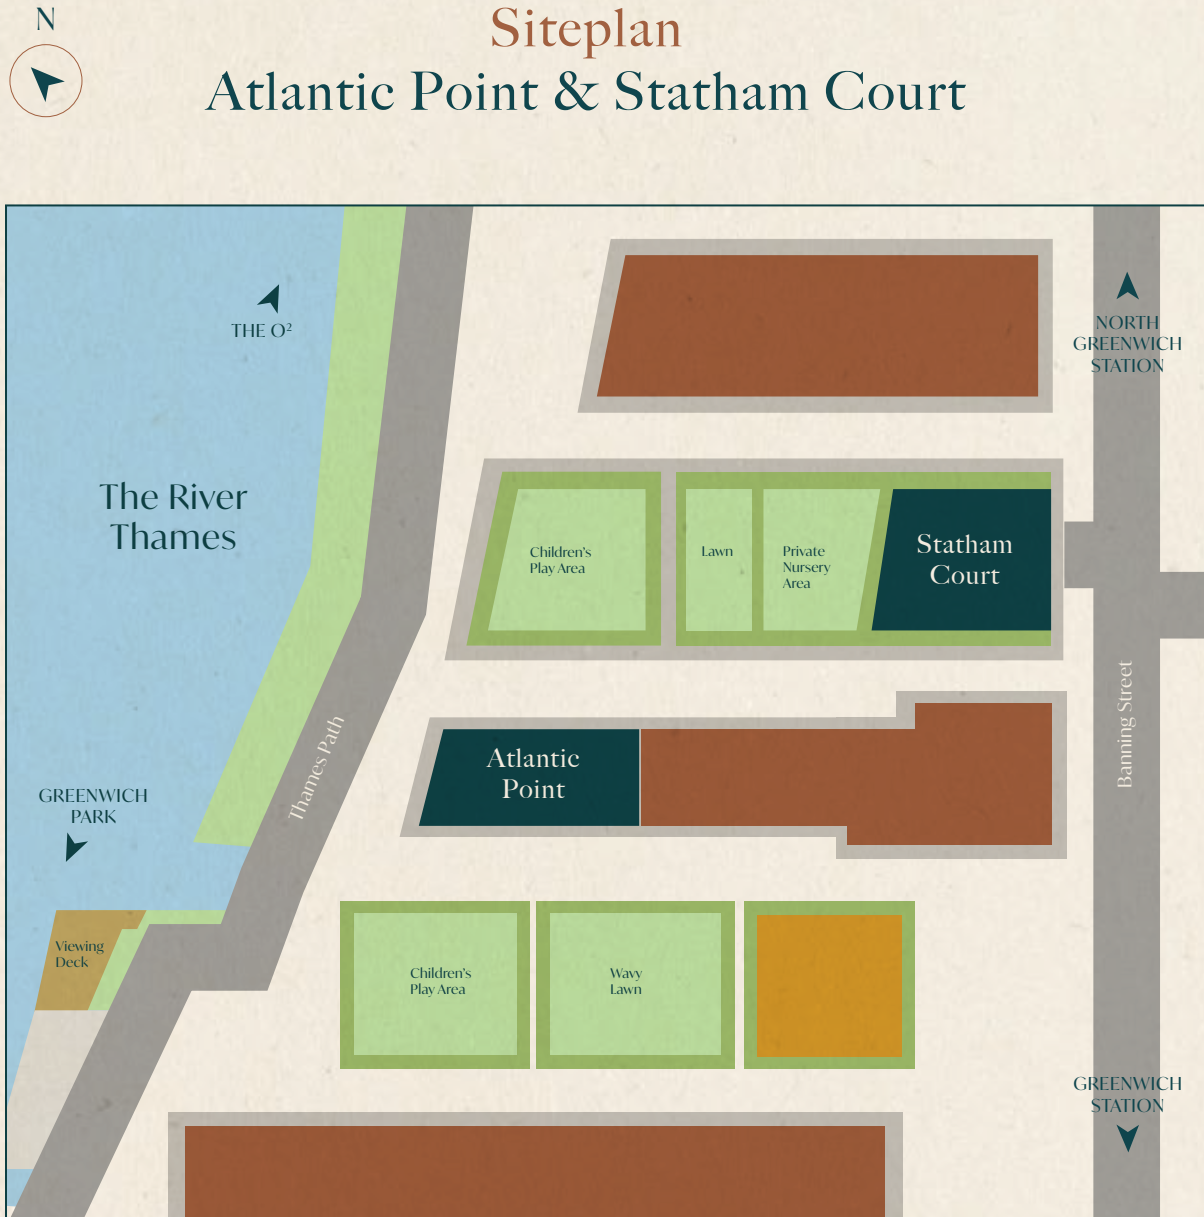 N
Siteplan
Atlantic Point & Statham Court
THE O²
NORTH
GREENWICH
STATION
The River
Thames
Children's
Play Area
Lawn
Private
Nursery
Area
Statham
Court
Banning Street
Thames Path
Atlantic
Point
GREENWICH
PARK
Viewing
Deck
Children's
Play Area
Wavy
Lawn
GREENWICH
STATION